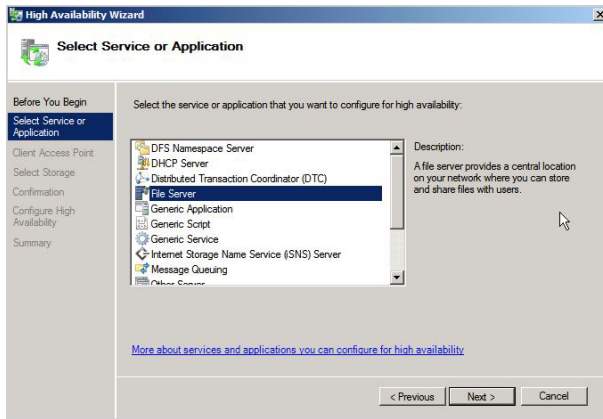 High Availability Wizard
Select Service or Application
Before You Begin
Select Service or
Application
Client Access Point
Select Storage
Confirmation
Configure High
Availability
Summary
Select the service or application that you want to configure for high availability:
DFS Namespace Server
DHCP Server
Distributed Transaction Coordinator (DTC)
File Server
Generic Application
Generic Script
Generic Service
Internet Storage Name Service (iSNS) Server
Message Queuing
Other Server
Description:
A file server provides a central location
on your network where you can store
and share files with users.
More about services and applications you can configure for high availability
< Previous
Next >
Cancel